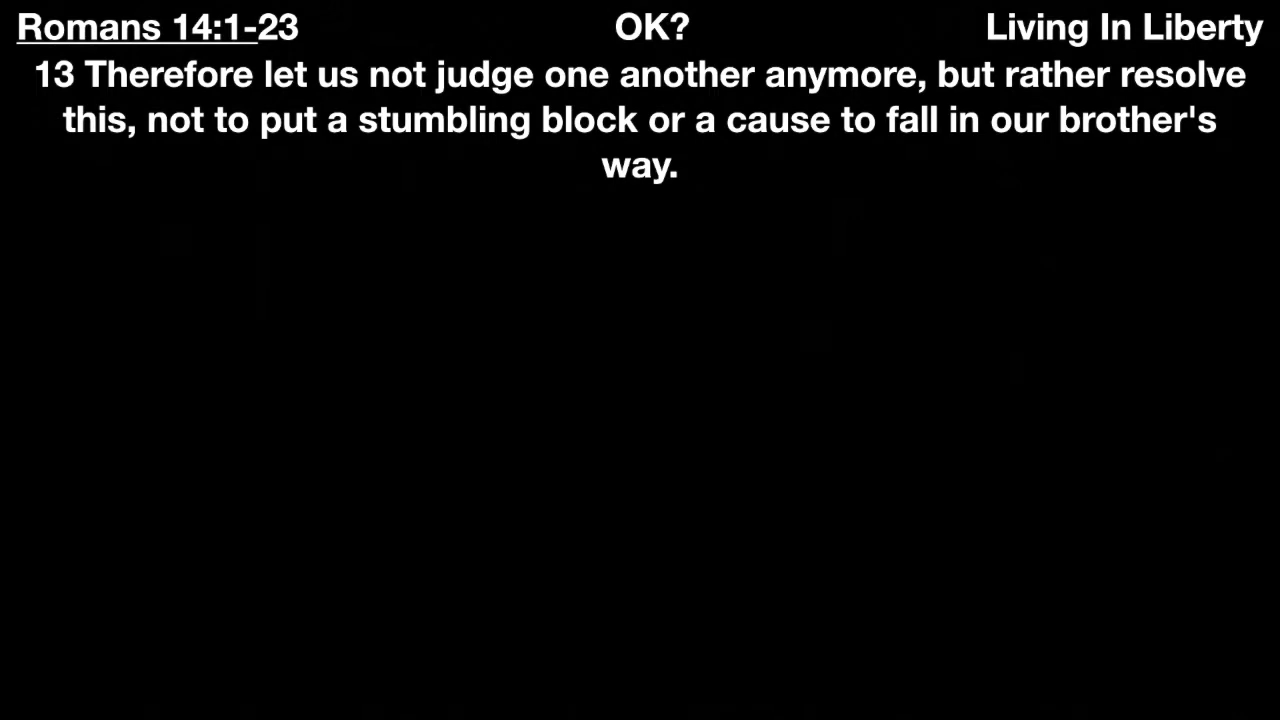 Romans 14:1-23 OK? Living In Liberty
13 Therefore let us not judge one another anymore, but rather resolve
this, not to put a stumbling block or a cause to fall in our brother's
way.